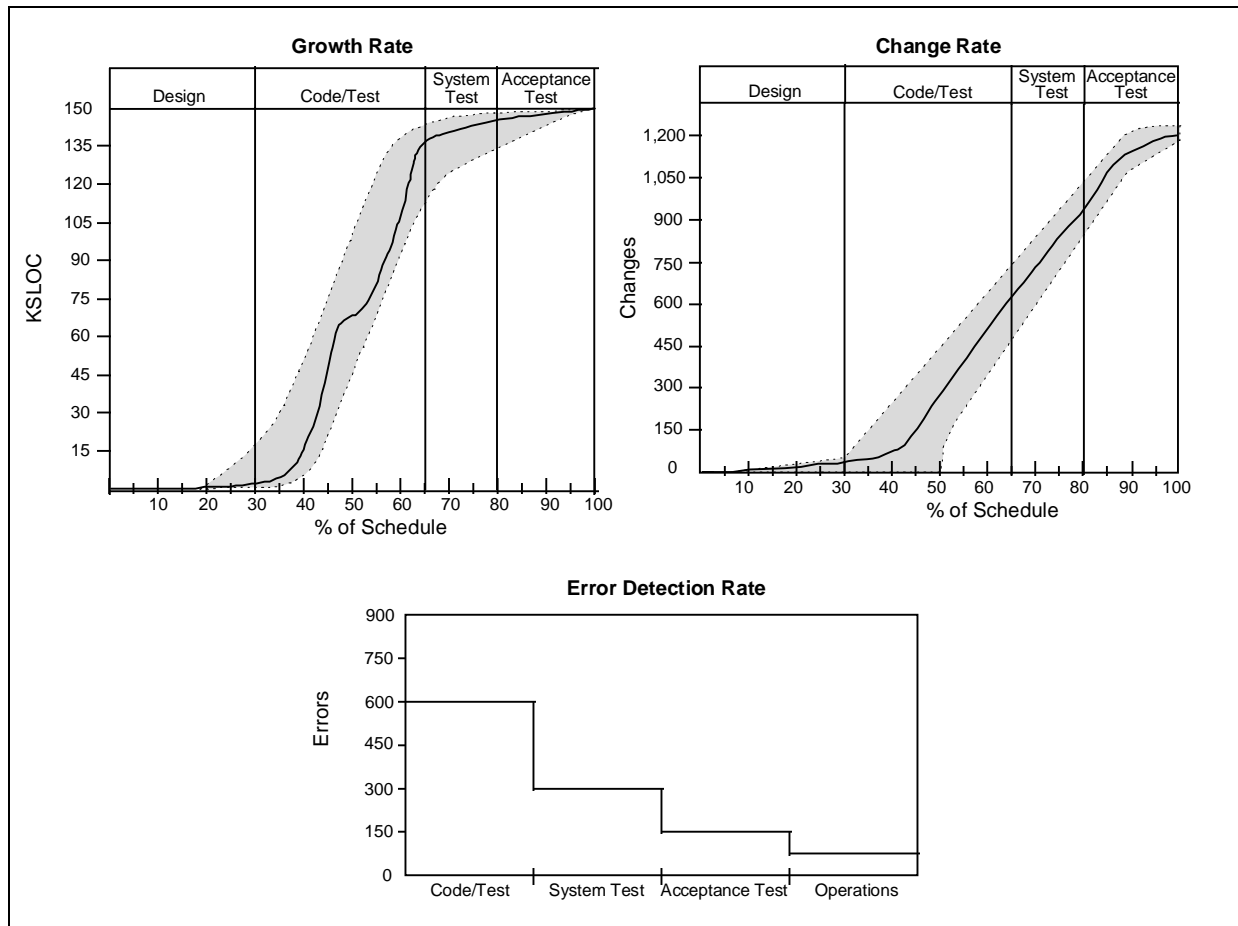 Growth Rate
Design
Code/Test
System
Test
Acceptance
Test
150
135
120
105
90
75
60
45
30
15
KSLOC
10 20 30 40 50 60 70 80 90 100
% of Schedule
Change Rate
Design
Code/Test
System
Test
Acceptance
Test
1,200
1,050
900
750
600
450
300
150
0
Changes
10 20 30 40 50 60 70 80 90 100
% of Schedule
Error Detection Rate
900
750
600
450
300
150
0
Errors
Code/Test System Test Acceptance Test Operations